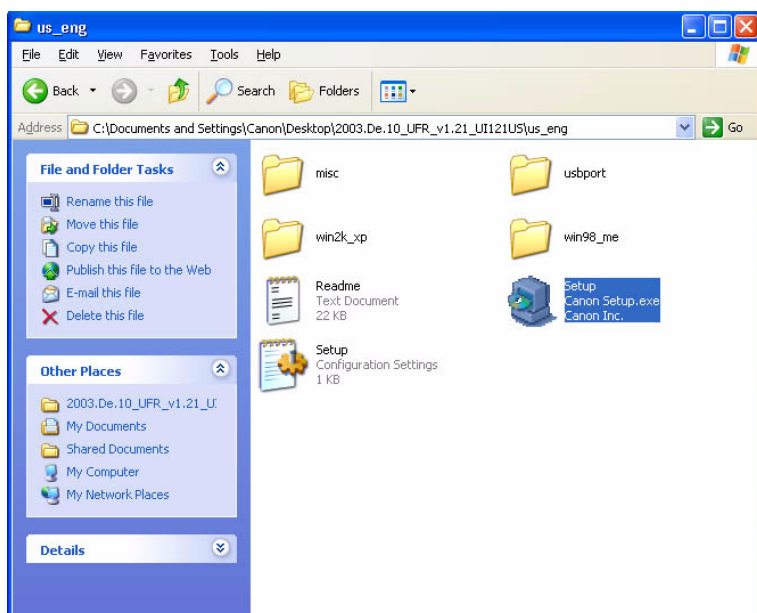 us_eng
File Edit View Favorites Tools Help
Back Search Folders
Address C:\Documents and Settings\Canon\Desktop\2003.De.10_UFR_v1.21_UI121US\us_eng Go
File and Folder Tasks
Rename this file
Move this file
Copy this file
Publish this file to the Web
E-mail this file
Delete this file
Other Places
2003.De.10_UFR_v1.21_U
My Documents
Shared Documents
My Computer
My Network Places
Details
misc
usbport
win2k_xp
win98_me
Readme
Text Document
22 KB
Setup
Canon Setup.exe
Canon Inc.
Setup
Configuration Settings
1 KB